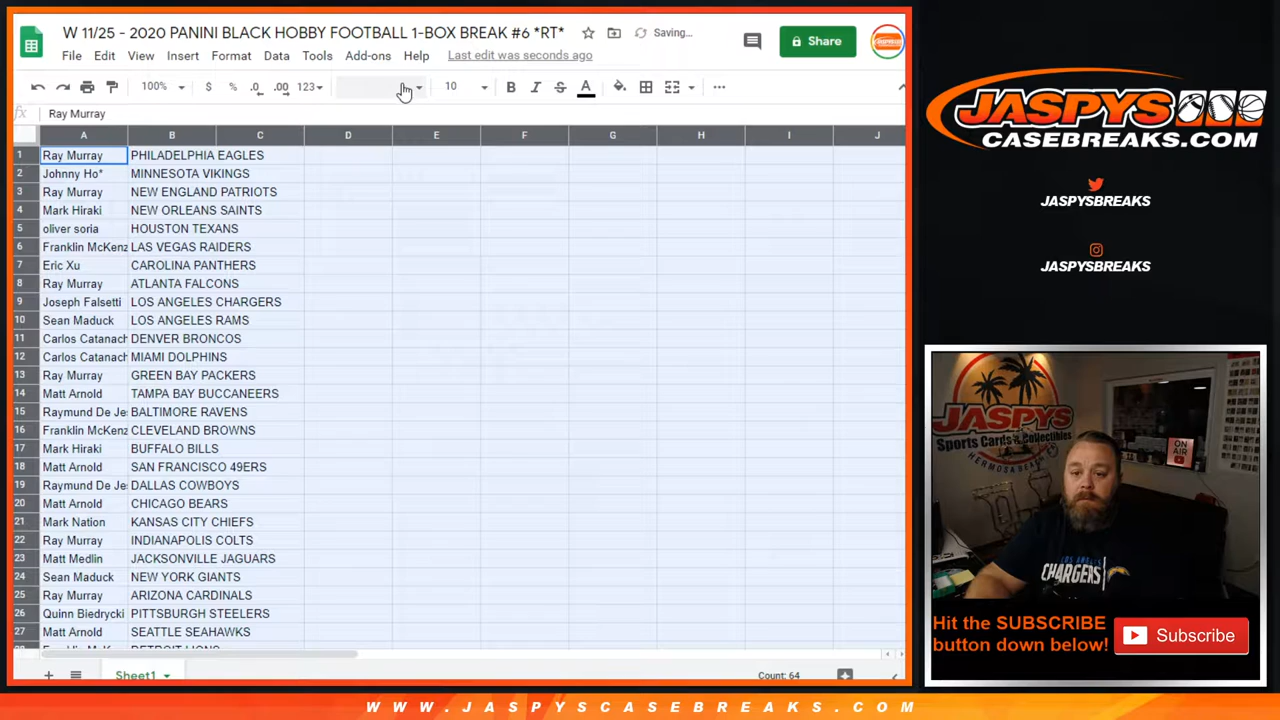 W 11/25 - 2020 PANINI BLACK HOBBY FOOTBALL 1-BOX BREAK #6 *RT*
Saving...
Share
File Edit View Insert Format Data Tools Add-ons Help Last edit was seconds ago
100% $ % .0 .00 123 10 B I S A
fx Ray Murray
A B C D E F G H I J
1 Ray Murray PHILADELPHIA EAGLES
2 Johnny Ho* MINNESOTA VIKINGS
3 Ray Murray NEW ENGLAND PATRIOTS
4 Mark Hiraki NEW ORLEANS SAINTS
5 oliver soria HOUSTON TEXANS
6 Franklin McKenz LAS VEGAS RAIDERS
7 Eric Xu CAROLINA PANTHERS
8 Ray Murray ATLANTA FALCONS
9 Joseph Falsetti LOS ANGELES CHARGERS
10 Sean Maduck LOS ANGELES RAMS
11 Carlos Catanach DENVER BRONCOS
12 Carlos Catanach MIAMI DOLPHINS
13 Ray Murray GREEN BAY PACKERS
14 Matt Arnold TAMPA BAY BUCCANEERS
15 Raymund De Je BALTIMORE RAVENS
16 Franklin McKenz CLEVELAND BROWNS
17 Mark Hiraki BUFFALO BILLS
18 Matt Arnold SAN FRANCISCO 49ERS
19 Raymund De Je DALLAS COWBOYS
20 Matt Arnold CHICAGO BEARS
21 Mark Nation KANSAS CITY CHIEFS
22 Ray Murray INDIANAPOLIS COLTS
23 Matt Medlin JACKSONVILLE JAGUARS
24 Sean Maduck NEW YORK GIANTS
25 Ray Murray ARIZONA CARDINALS
26 Quinn Biedrycki PITTSBURGH STEELERS
27 Matt Arnold SEATTLE SEAHAWKS
Sheet1
Count: 64
JASPYS
CASEBREAKS.COM
JASPYSBREAKS
JASPYSBREAKS
JASPYS
Sports Cards & Collectibles
HERMOSA BEACH
ON AIR
LOS ANGELES
CHARGERS
Hit the SUBSCRIBE
button down below!
Subscribe
WWW.JASPYSCASEBREAKS.COM